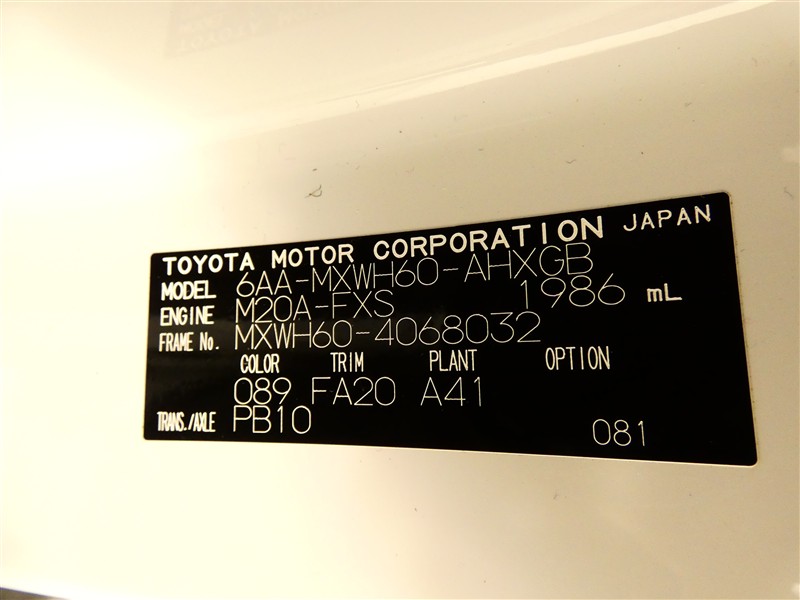 TOYOTA MOTOR CORPORATION JAPAN
MODEL 6AA-MXWH60-AHXGB
ENGINE M20A-FXS 1986 mL
FRAME No. MXWH60-4068032
COLOR TRIM PLANT OPTION
089 FA20 A41
TRANS./AXLE PB10 081